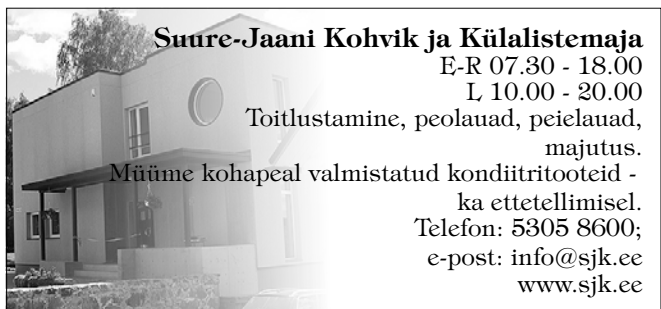 Suure-Jaani Kohvik ja Külalistemaja
E-R 07.30 - 18.00
L 10.00 - 20.00
Toitlustamine, peolauad, peielauad,
majutus.
Müüme kohapeal valmistatud kondiitritooteid -
ka ettetellimisel.
Telefon: 5305 8600;
e-post: info@sjk.ee
www.sjk.ee